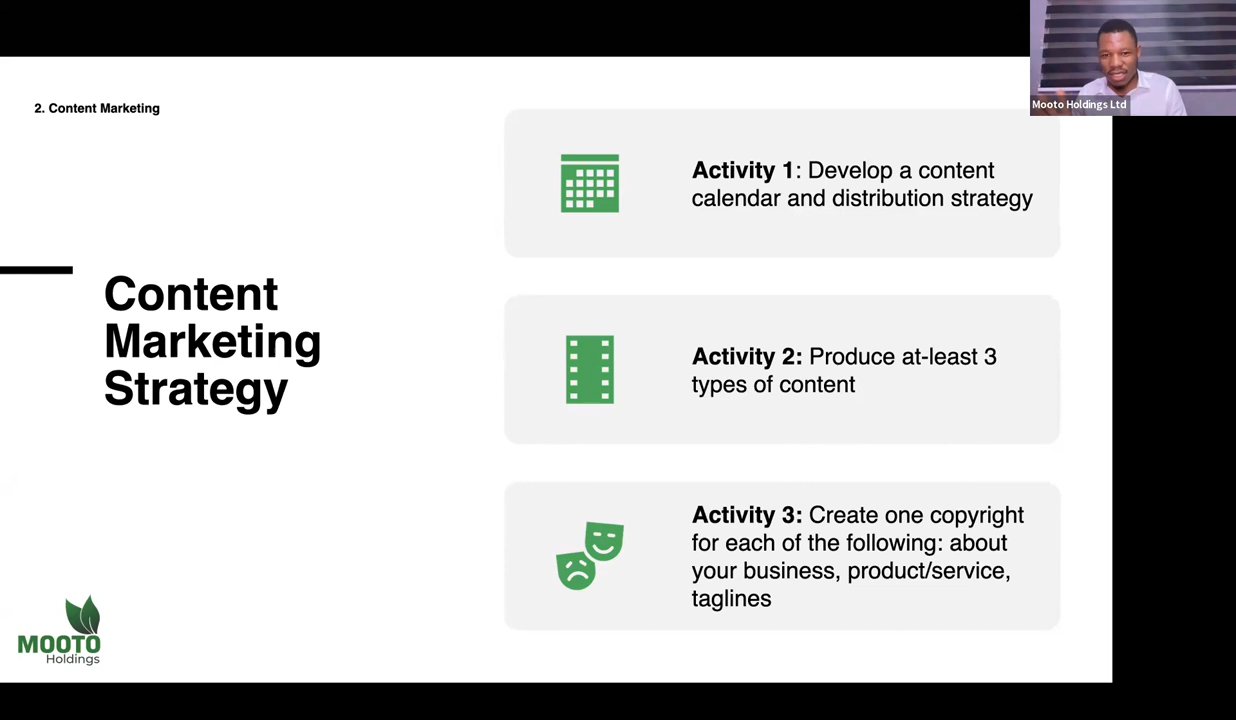 2. Content Marketing
Content
Marketing
Strategy
Activity 1: Develop a content
calendar and distribution strategy
Activity 2: Produce at-least 3
types of content
Activity 3: Create one copyright
for each of the following: about
your business, product/service,
taglines
MOOTO
Holdings
Mooto Holdings Ltd